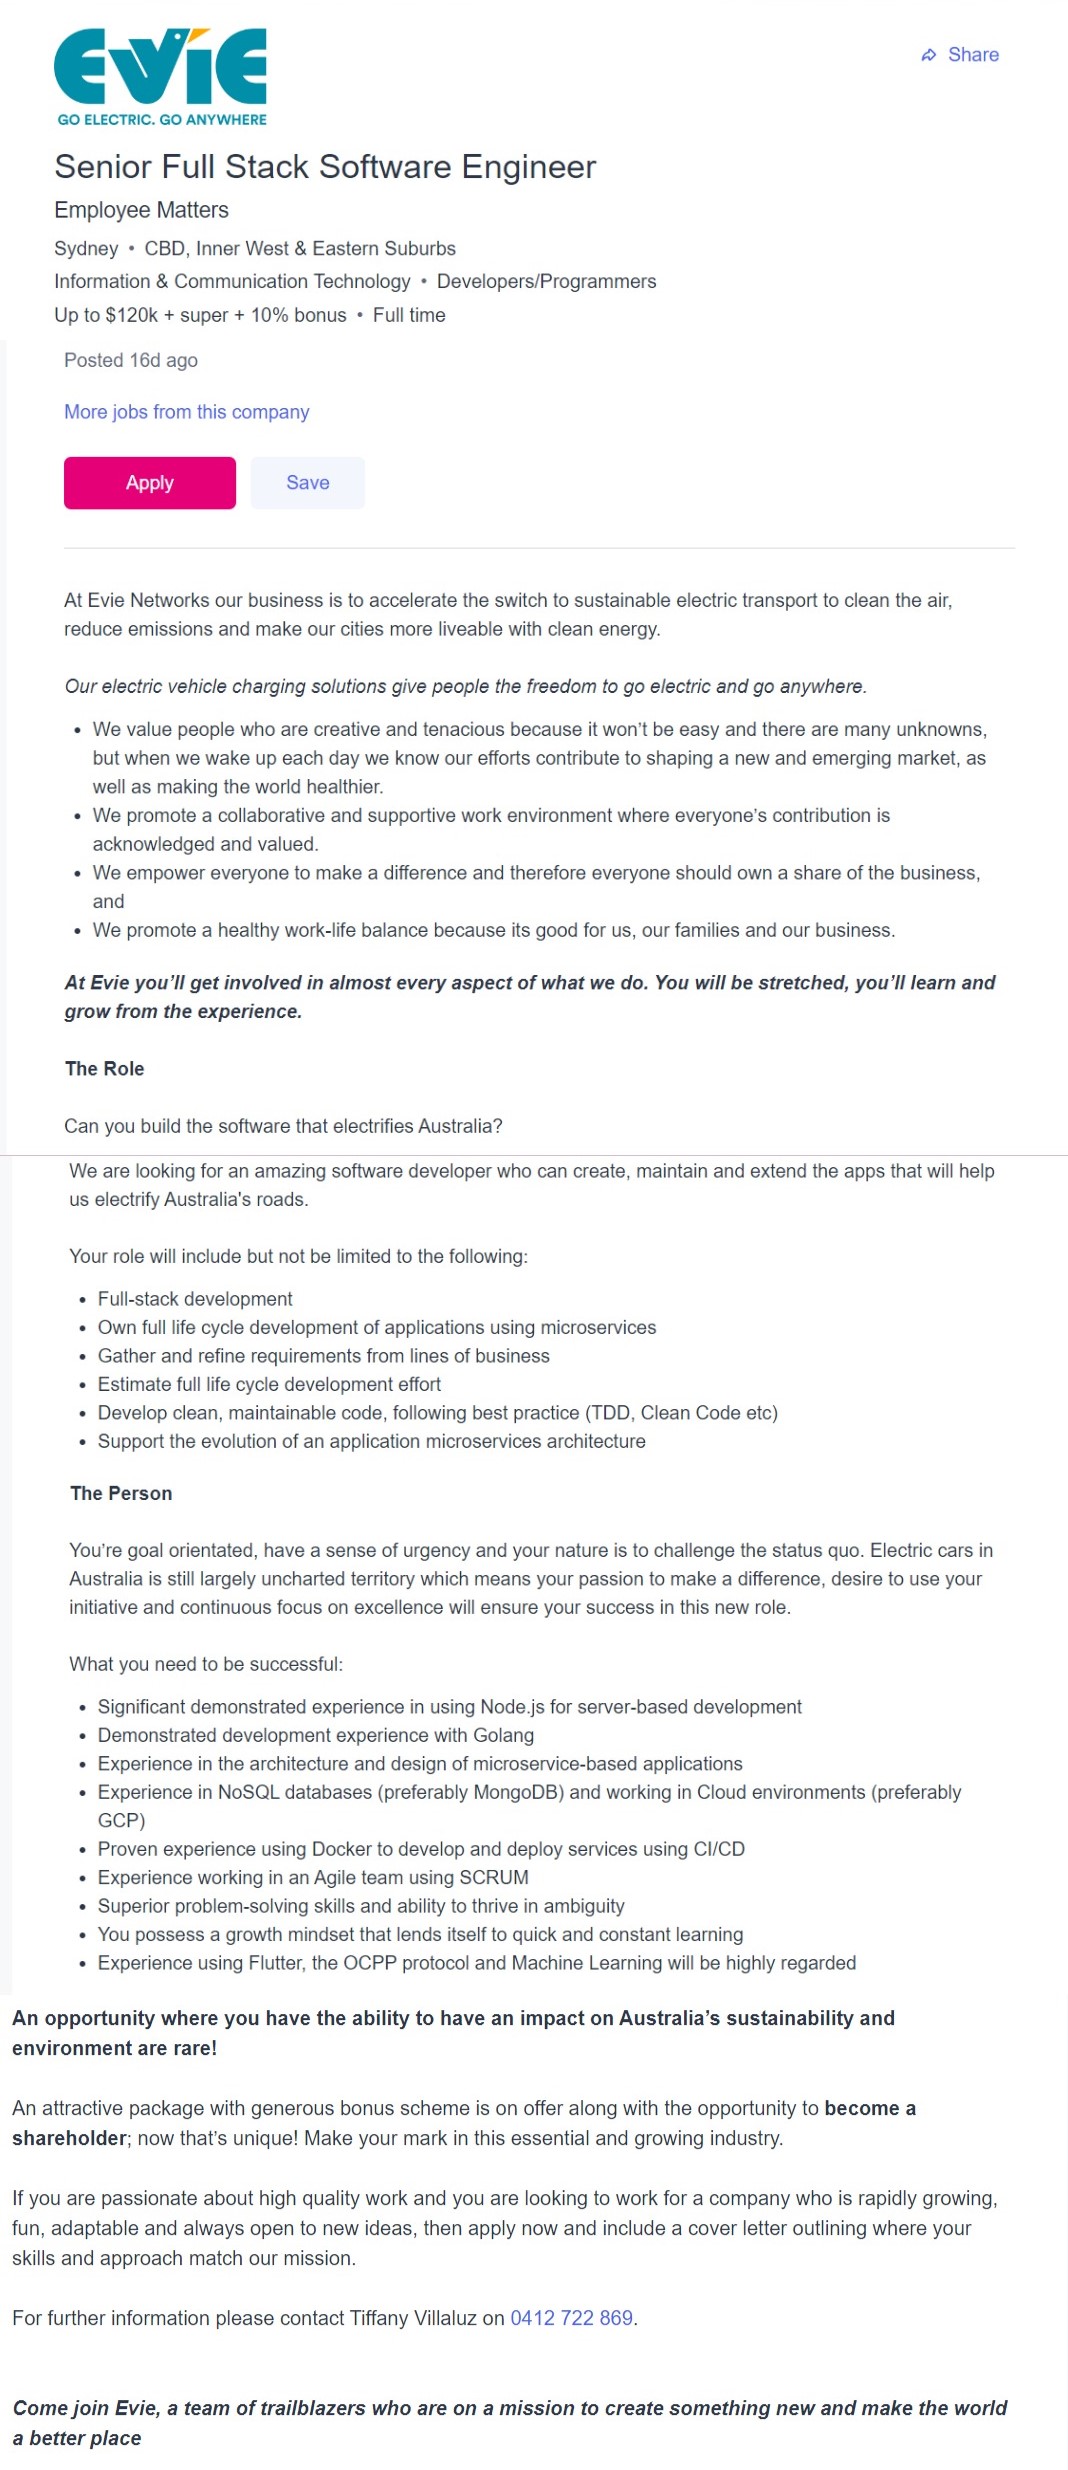 EViE
GO ELECTRIC. GO ANYWHERE
Share
Senior Full Stack Software Engineer
Employee Matters
Sydney • CBD, Inner West & Eastern Suburbs
Information & Communication Technology • Developers/Programmers
Up to $120k + super + 10% bonus • Full time
Posted 16d ago
More jobs from this company
Apply
Save
At Evie Networks our business is to accelerate the switch to sustainable electric transport to clean the air,
reduce emissions and make our cities more liveable with clean energy.
Our electric vehicle charging solutions give people the freedom to go electric and go anywhere.
• We value people who are creative and tenacious because it won’t be easy and there are many unknowns,
but when we wake up each day we know our efforts contribute to shaping a new and emerging market, as
well as making the world healthier.
• We promote a collaborative and supportive work environment where everyone’s contribution is
acknowledged and valued.
• We empower everyone to make a difference and therefore everyone should own a share of the business,
and
• We promote a healthy work-life balance because its good for us, our families and our business.
At Evie you’ll get involved in almost every aspect of what we do. You will be stretched, you’ll learn and
grow from the experience.
The Role
Can you build the software that electrifies Australia?
We are looking for an amazing software developer who can create, maintain and extend the apps that will help
us electrify Australia's roads.
Your role will include but not be limited to the following:
• Full-stack development
• Own full life cycle development of applications using microservices
• Gather and refine requirements from lines of business
• Estimate full life cycle development effort
• Develop clean, maintainable code, following best practice (TDD, Clean Code etc)
• Support the evolution of an application microservices architecture
The Person
You’re goal orientated, have a sense of urgency and your nature is to challenge the status quo. Electric cars in
Australia is still largely uncharted territory which means your passion to make a difference, desire to use your
initiative and continuous focus on excellence will ensure your success in this new role.
What you need to be successful:
• Significant demonstrated experience in using Node.js for server-based development
• Demonstrated development experience with Golang
• Experience in the architecture and design of microservice-based applications
• Experience in NoSQL databases (preferably MongoDB) and working in Cloud environments (preferably
GCP)
• Proven experience using Docker to develop and deploy services using CI/CD
• Experience working in an Agile team using SCRUM
• Superior problem-solving skills and ability to thrive in ambiguity
• You possess a growth mindset that lends itself to quick and constant learning
• Experience using Flutter, the OCPP protocol and Machine Learning will be highly regarded
An opportunity where you have the ability to have an impact on Australia’s sustainability and
environment are rare!
An attractive package with generous bonus scheme is on offer along with the opportunity to become a
shareholder; now that’s unique! Make your mark in this essential and growing industry.
If you are passionate about high quality work and you are looking to work for a company who is rapidly growing,
fun, adaptable and always open to new ideas, then apply now and include a cover letter outlining where your
skills and approach match our mission.
For further information please contact Tiffany Villaluz on 0412 722 869.
Come join Evie, a team of trailblazers who are on a mission to create something new and make the world
a better place